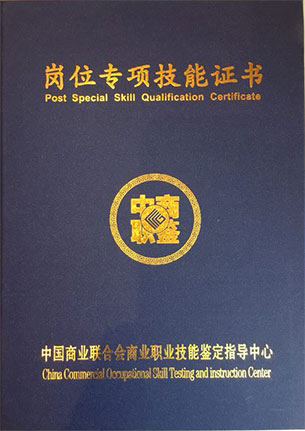 岗位专项技能证书
Post Special Skill Qualification Certificate
中商
职鉴
中国商业联合会商业职业技能鉴定指导中心
China Commercial Occupational Skill Testing and instruction Center